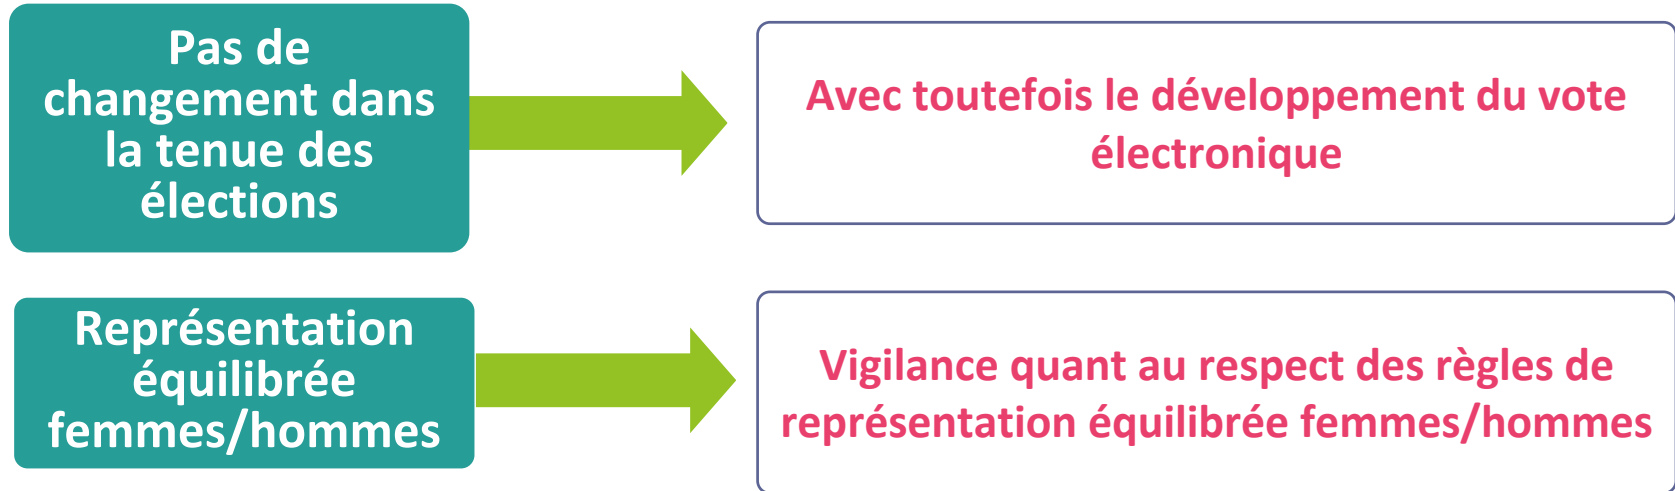 Pas de
changement dans
la tenue des
élections
Avec toutefois le développement du vote
électronique
Représentation
équilibrée
femmes/hommes
Vigilance quant au respect des règles de
représentation équilibrée femmes/hommes